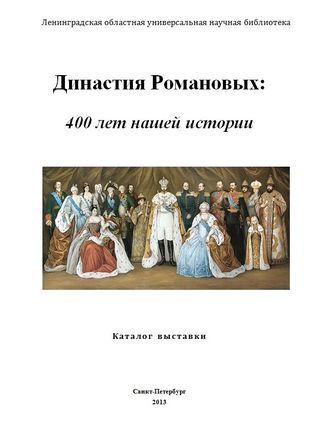 Ленинградская областная универсальная научная библиотека
Династия Романовых:
400 лет нашей истории
Каталог выставки
Санкт-Петербург
2013